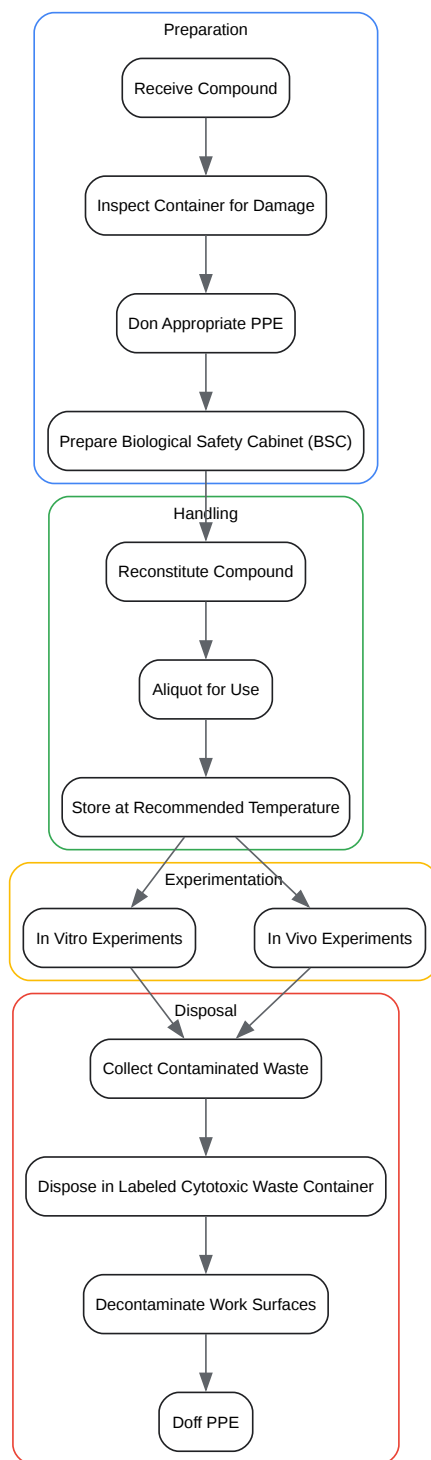 Preparation
Receive Compound
Inspect Container for Damage
Don Appropriate PPE
Prepare Biological Safety Cabinet (BSC)
Handling
Reconstitute Compound
Aliquot for Use
Store at Recommended Temperature
Experimentation
In Vitro Experiments
In Vivo Experiments
Disposal
Collect Contaminated Waste
Dispose in Labeled Cytotoxic Waste Container
Decontaminate Work Surfaces
Doff PPE